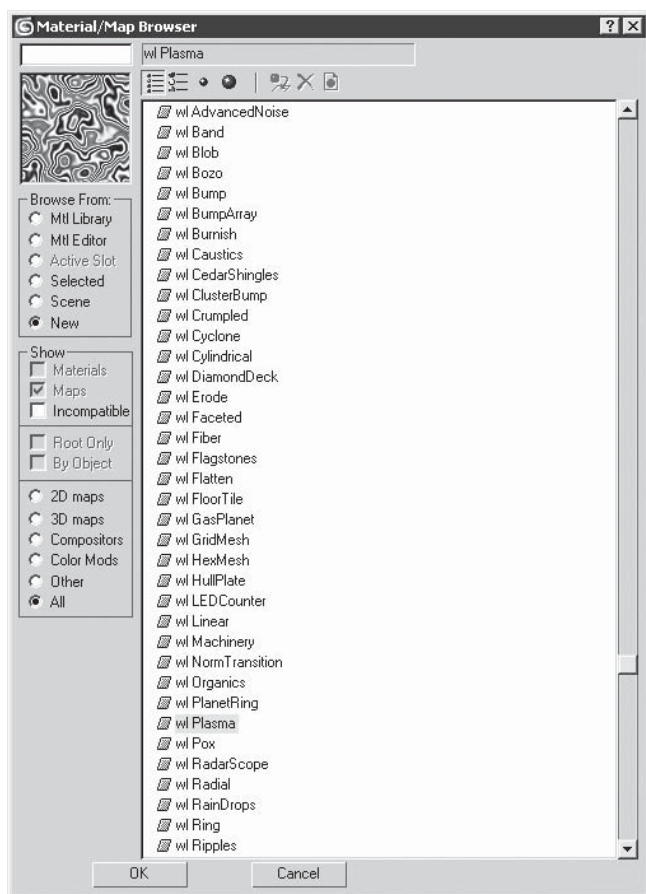 Material/Map Browser
wl Plasma
wl AdvancedNoise
wl Band
wl Blob
wl Bozo
wl Bump
wl BumpArray
wl Burnish
wl Caustics
wl CedarShingles
wl ClusterBump
wl Crumpled
wl Cyclone
wl Cylindrical
wl DiamondDeck
wl Erode
wl Faceted
wl Fiber
wl Flagstones
wl Flatten
wl FloorTile
wl GasPlanet
wl GridMesh
wl HexMesh
wl HullPlate
wl LEDCounter
wl Linear
wl Machinery
wl NormTransition
wl Organics
wl PlanetRing
wl Plasma
wl Pox
wl RadarScope
wl Radial
wl RainDrops
wl Ring
wl Ripples
Browse From:
Mtl Library
Mtl Editor
Active Slot
Selected
Scene
New
Show
Materials
Maps
Incompatible
Root Only
By Object
2D maps
3D maps
Compositors
Color Mods
Other
All
OK
Cancel